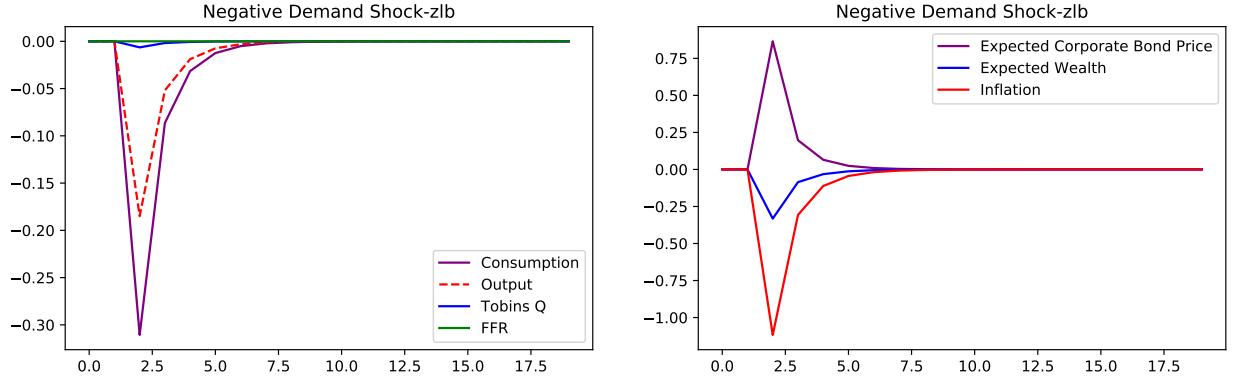 Negative Demand Shock-zlb
0.00
−0.05
−0.10
−0.15
−0.20
−0.25
−0.30
Consumption
Output
Tobins Q
FFR
0.0 2.5 5.0 7.5 10.0 12.5 15.0 17.5
Negative Demand Shock-zlb
0.75
0.50
0.25
0.00
−0.25
−0.50
−0.75
−1.00
Expected Corporate Bond Price
Expected Wealth
Inflation
0.0 2.5 5.0 7.5 10.0 12.5 15.0 17.5